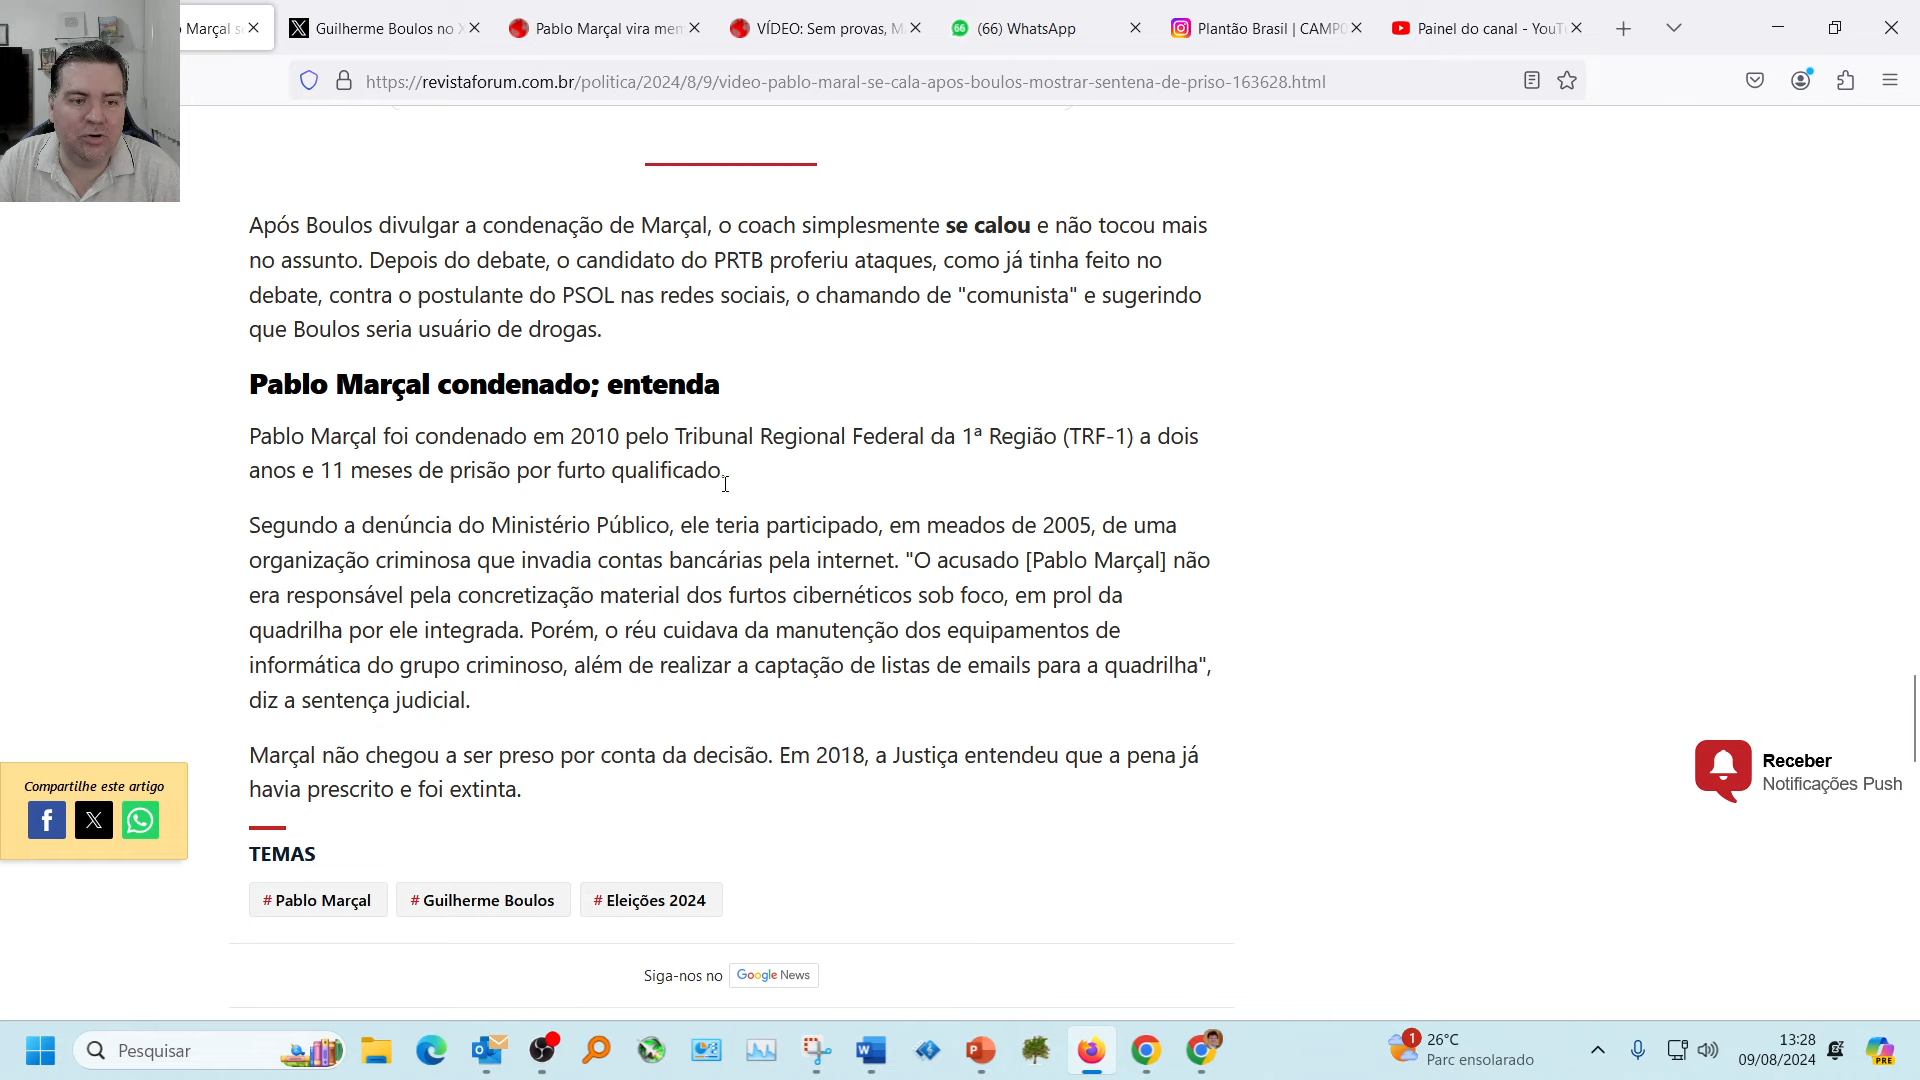 Marçal s
Guilherme Boulos no X
Pablo Marçal vira mem
VÍDEO: Sem provas, M
66
(66) WhatsApp
Plantão Brasil | CAMPO
Painel do canal - YouTu
https://revistaforum.com.br/politica/2024/8/9/video-pablo-maral-se-cala-apos-boulos-mostrar-sentena-de-priso-163628.html
Após Boulos divulgar a condenação de Marçal, o coach simplesmente se calou e não tocou mais
no assunto. Depois do debate, o candidato do PRTB proferiu ataques, como já tinha feito no
debate, contra o postulante do PSOL nas redes sociais, o chamando de "comunista" e sugerindo
que Boulos seria usuário de drogas.
Pablo Marçal condenado; entenda
Pablo Marçal foi condenado em 2010 pelo Tribunal Regional Federal da 1ª Região (TRF-1) a dois
anos e 11 meses de prisão por furto qualificado.
Segundo a denúncia do Ministério Público, ele teria participado, em meados de 2005, de uma
organização criminosa que invadia contas bancárias pela internet. "O acusado [Pablo Marçal] não
era responsável pela concretização material dos furtos cibernéticos sob foco, em prol da
quadrilha por ele integrada. Porém, o réu cuidava da manutenção dos equipamentos de
informática do grupo criminoso, além de realizar a captação de listas de emails para a quadrilha",
diz a sentença judicial.
Marçal não chegou a ser preso por conta da decisão. Em 2018, a Justiça entendeu que a pena já
havia prescrito e foi extinta.
Compartilhe este artigo
Receber
Notificações Push
TEMAS
# Pablo Marçal
# Guilherme Boulos
# Eleições 2024
Siga-nos no Google News
Pesquisar
1
26°C
Parc ensolarado
13:28
09/08/2024
PRE